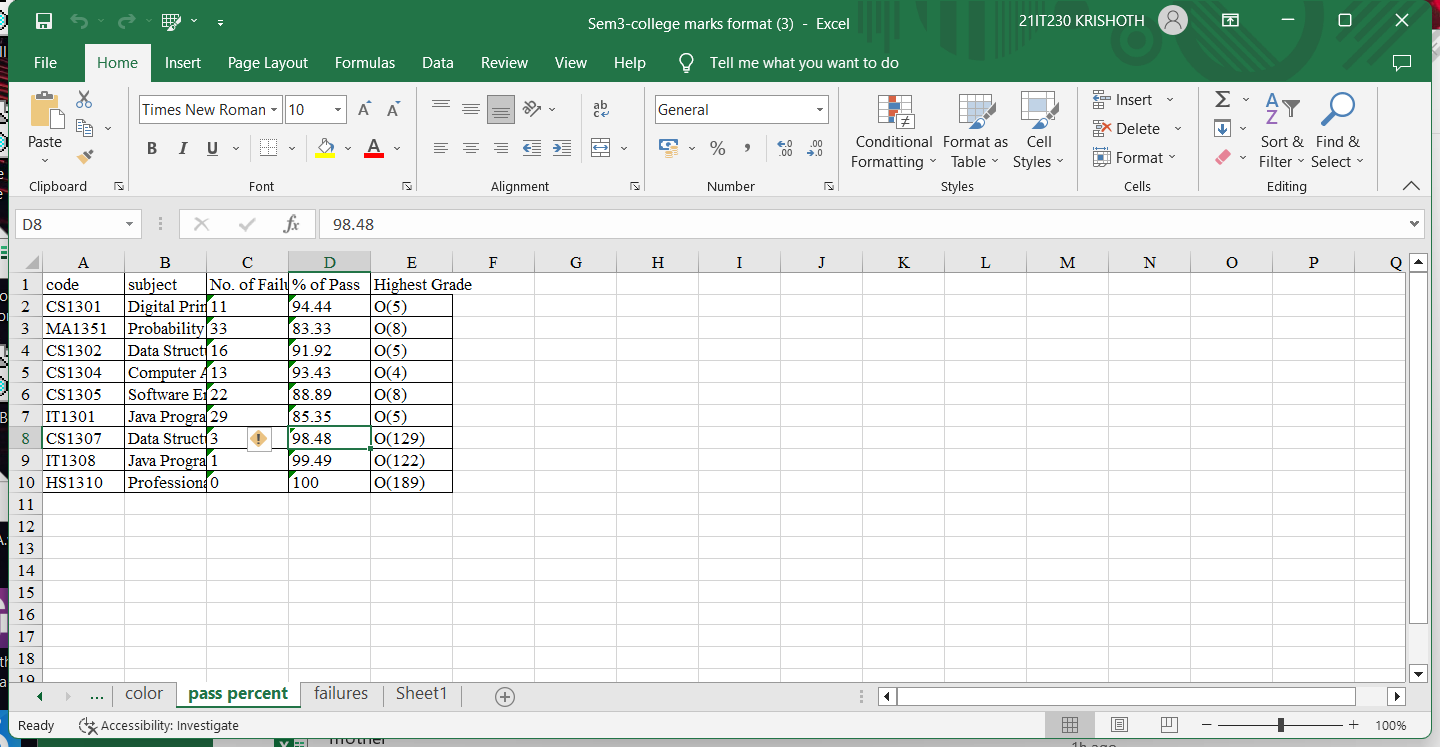 Sem3-college marks format (3) - Excel
21IT230 KRISHOTH
File Home Insert Page Layout Formulas Data Review View Help Tell me what you want to do
Paste
Clipboard
Times New Roman 10
A A
B I U A
Font
ab
Alignment
General
% , .00
Number
Conditional Formatting
Format as Table
Cell Styles
Styles
Insert
Delete
Format
Cells
Σ
Sort & Filter
Find & Select
Editing
D8 fx 98.48
A B C D E F G H I J K L M N O P Q
1 code subject No. of Failu % of Pass Highest Grade
2 CS1301 Digital Prin 11 94.44 O(5)
3 MA1351 Probability 33 83.33 O(8)
4 CS1302 Data Struct 16 91.92 O(5)
5 CS1304 Computer A 13 93.43 O(4)
6 CS1305 Software En 22 88.89 O(8)
7 IT1301 Java Progra 29 85.35 O(5)
8 CS1307 Data Struct 3 98.48 O(129)
9 IT1308 Java Progra 1 99.49 O(122)
10 HS1310 Professiona 0 100 O(189)
11
12
13
14
15
16
17
18
19
... color pass percent failures Sheet1
Ready Accessibility: Investigate 100%